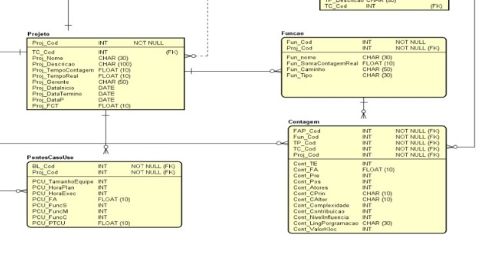 TC_Cod INT (FK)
Projeto
Proj_Cod INT NOT NULL
TC_Cod INT (FK)
Proj_Nome CHAR (30)
Proj_Descricao CHAR (100)
Proj_TempoContagem FLOAT (10)
Proj_TempoReal FLOAT (10)
Proj_Gerente CHAR (50)
Proj_DataInicio DATE
Proj_DataTermino DATE
Proj_DataP DATE
Proj_FCT FLOAT (10)
Funcao
Fun_Cod INT NOT NULL
Proj_Cod INT NOT NULL (FK)
Fun_nome CHAR (30)
Fun_SomaContagemReal FLOAT (10)
Fun_Caminho CHAR (50)
Fun_Tipo CHAR (30)
PontosCasoUso
BL_Cod INT NOT NULL (FK)
Proj_Cod INT NOT NULL (FK)
PCU_TamanhoEquipe INT
PCU_HoraPlan INT
PCU_HoraExec INT
PCU_FA FLOAT (10)
PCU_FuncS INT
PCU_FuncM INT
PCU_FuncC INT
PCU_PTCU FLOAT (10)
Contagem
FAP_Cod INT NOT NULL (FK)
Fun_Cod INT NOT NULL (FK)
TP_Cod INT NOT NULL (FK)
TC_Cod INT NOT NULL (FK)
Proj_Cod INT NOT NULL (FK)
Cont_TE INT
Cont_FA FLOAT (10)
Cont_Pre INT
Cont_Pos INT
Cont_Atores INT
Cont_CPrin CHAR (10)
Cont_CAlter CHAR (10)
Cont_Complexidade INT
Cont_Contribuicao INT
Cont_NivelInfluencia INT
Cont_LingPorgramacao CHAR (30)
Cont_ValorKloc INT